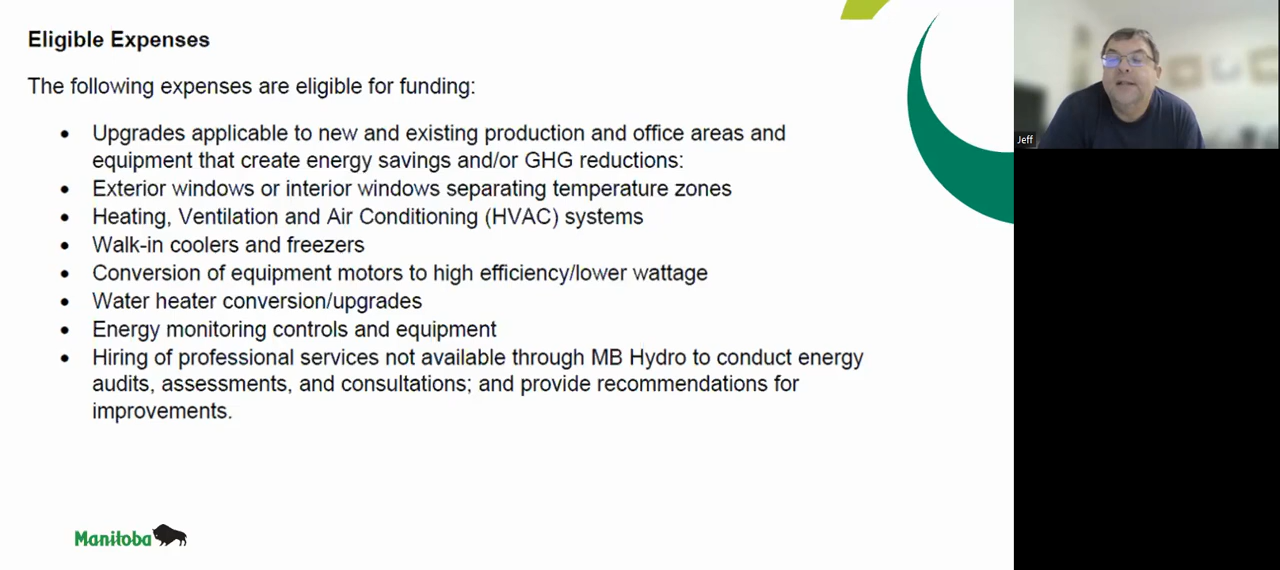 Eligible Expenses
The following expenses are eligible for funding:
• Upgrades applicable to new and existing production and office areas and
equipment that create energy savings and/or GHG reductions:
• Exterior windows or interior windows separating temperature zones
• Heating, Ventilation and Air Conditioning (HVAC) systems
• Walk-in coolers and freezers
• Conversion of equipment motors to high efficiency/lower wattage
• Water heater conversion/upgrades
• Energy monitoring controls and equipment
• Hiring of professional services not available through MB Hydro to conduct energy
audits, assessments, and consultations; and provide recommendations for
improvements.
Manitoba
Jeff